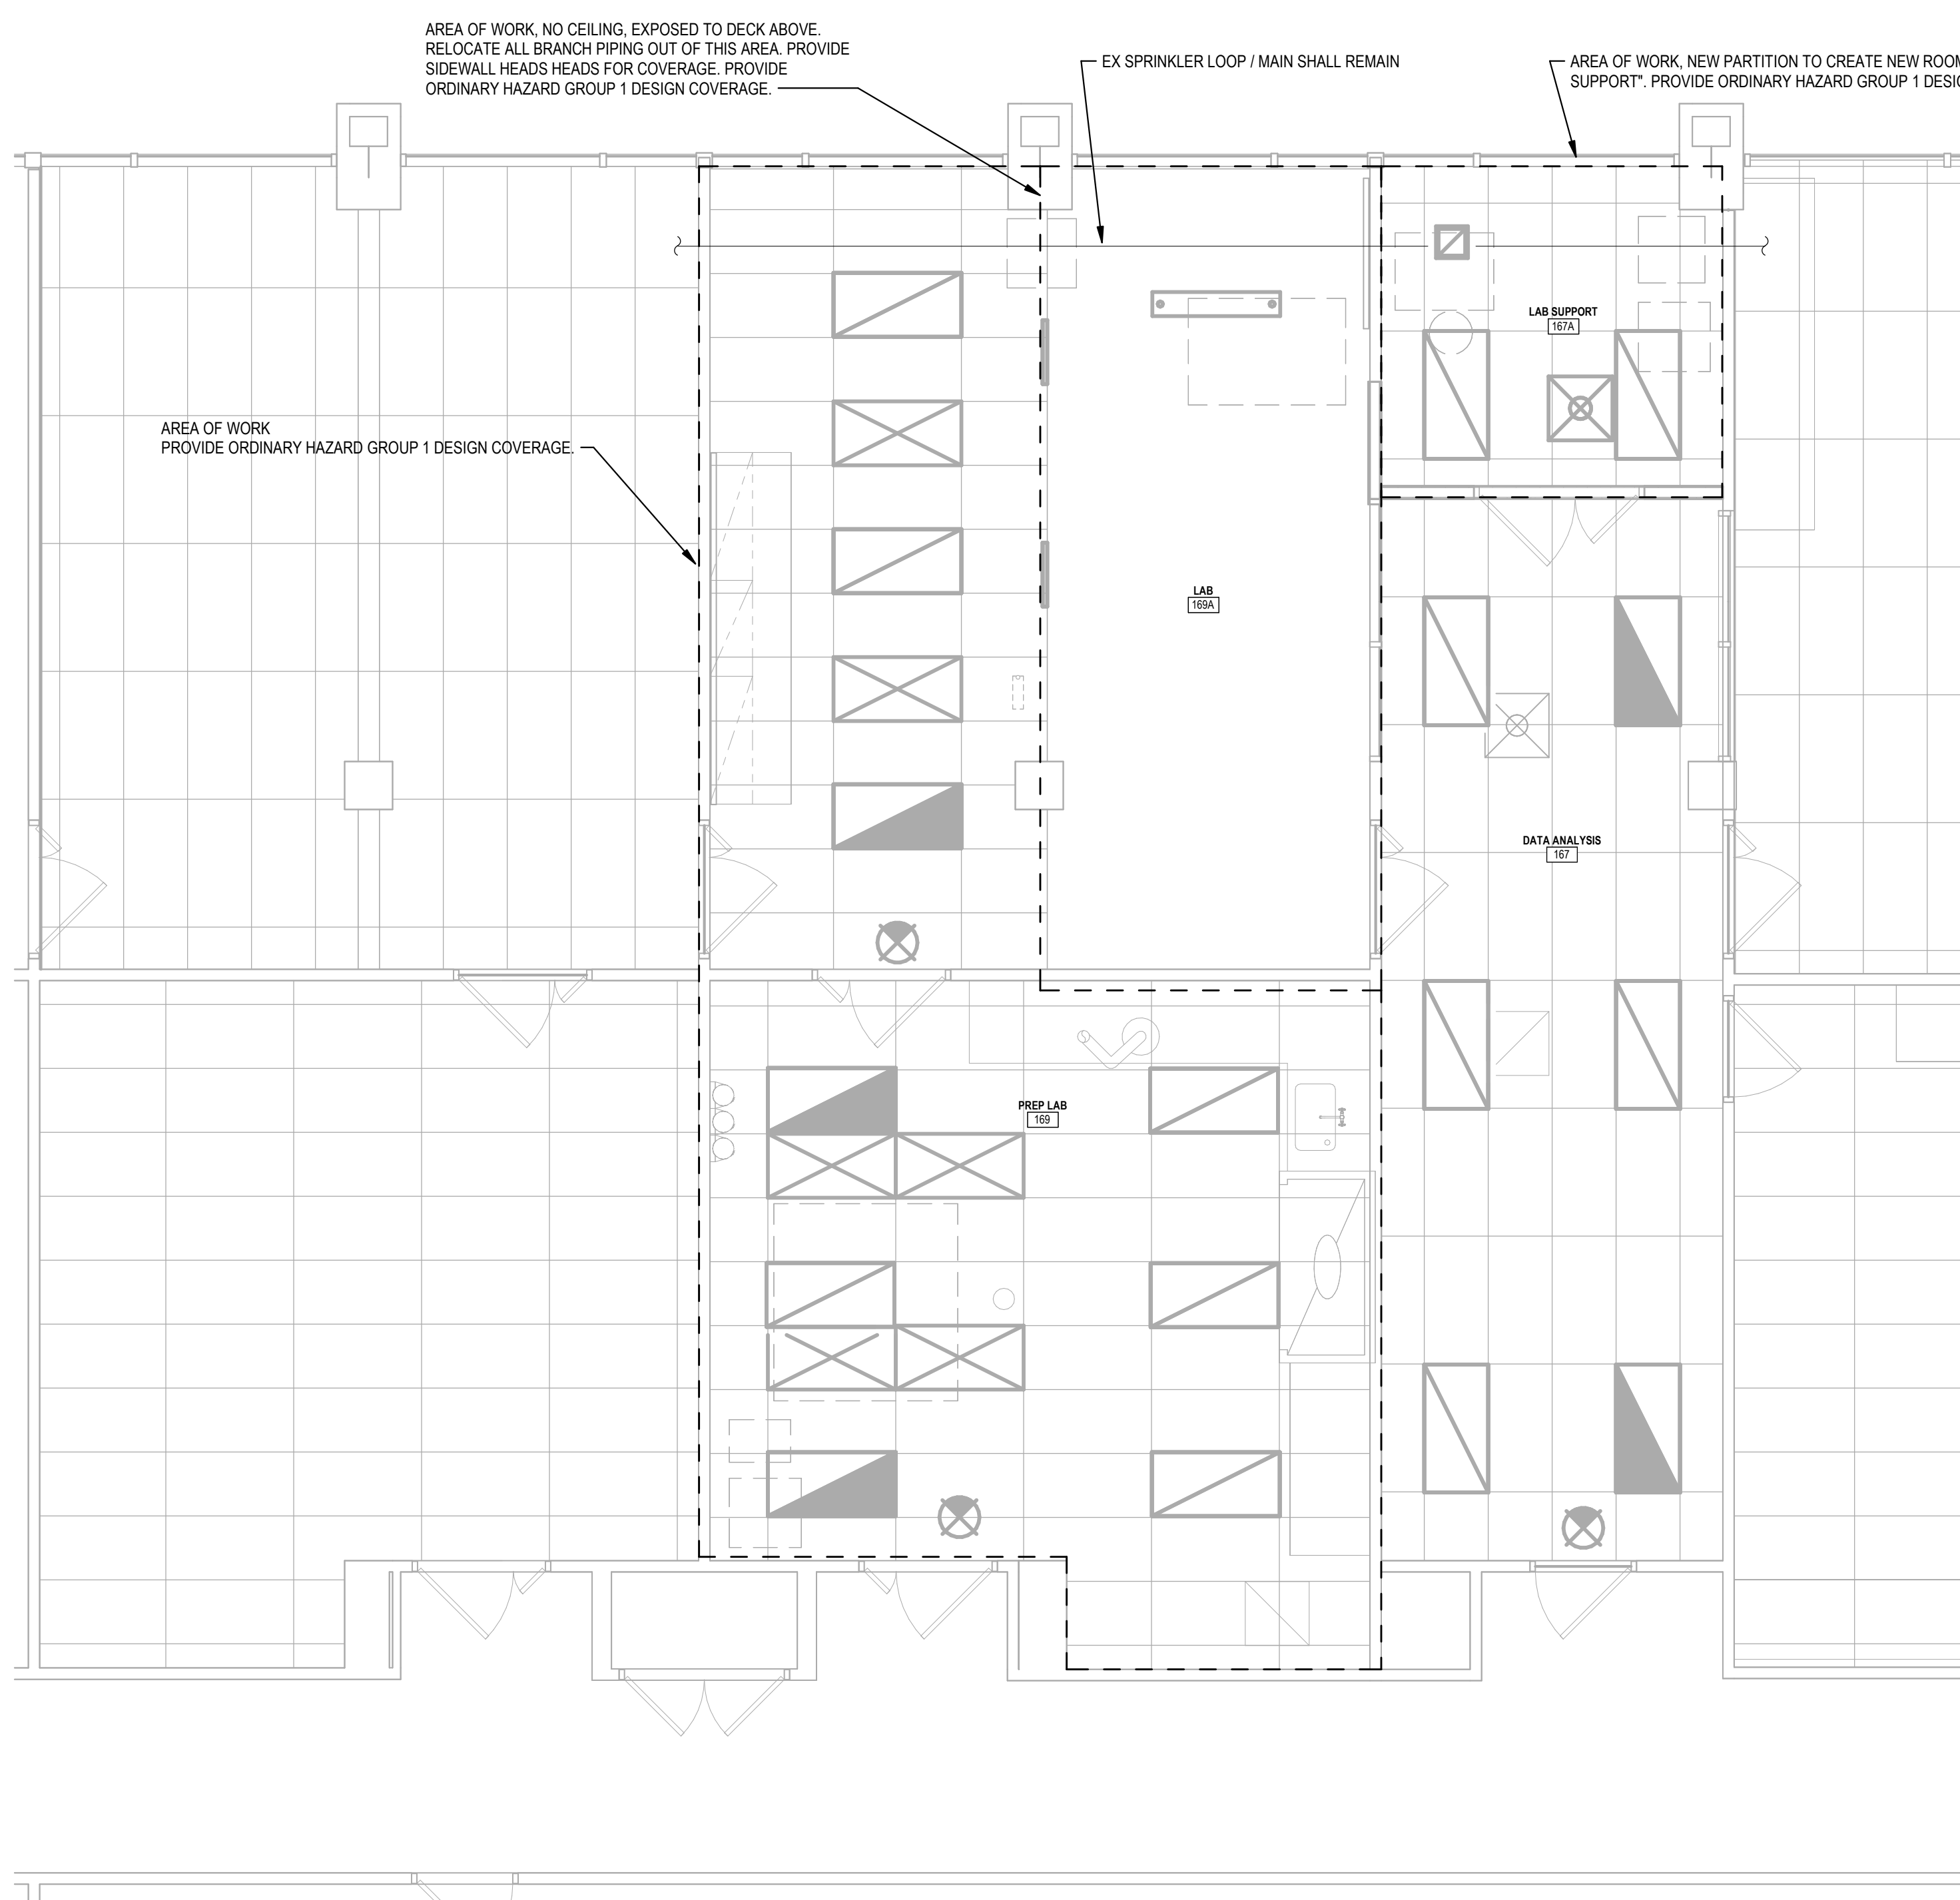 AREA OF WORK, NO CEILING, EXPOSED TO DECK ABOVE.
RELOCATE ALL BRANCH PIPING OUT OF THIS AREA. PROVIDE
SIDEWALL HEADS HEADS FOR COVERAGE. PROVIDE
ORDINARY HAZARD GROUP 1 DESIGN COVERAGE.
EX SPRINKLER LOOP / MAIN SHALL REMAIN
AREA OF WORK, NEW PARTITION TO CREATE NEW
SUPPORT". PROVIDE ORDINARY HAZARD GROUP 1
LAB SUPPORT
167A
AREA OF WORK
PROVIDE ORDINARY HAZARD GROUP 1 DESIGN COVERAGE.
LAB
169A
DATA ANALYSIS
167
PREP LAB
169